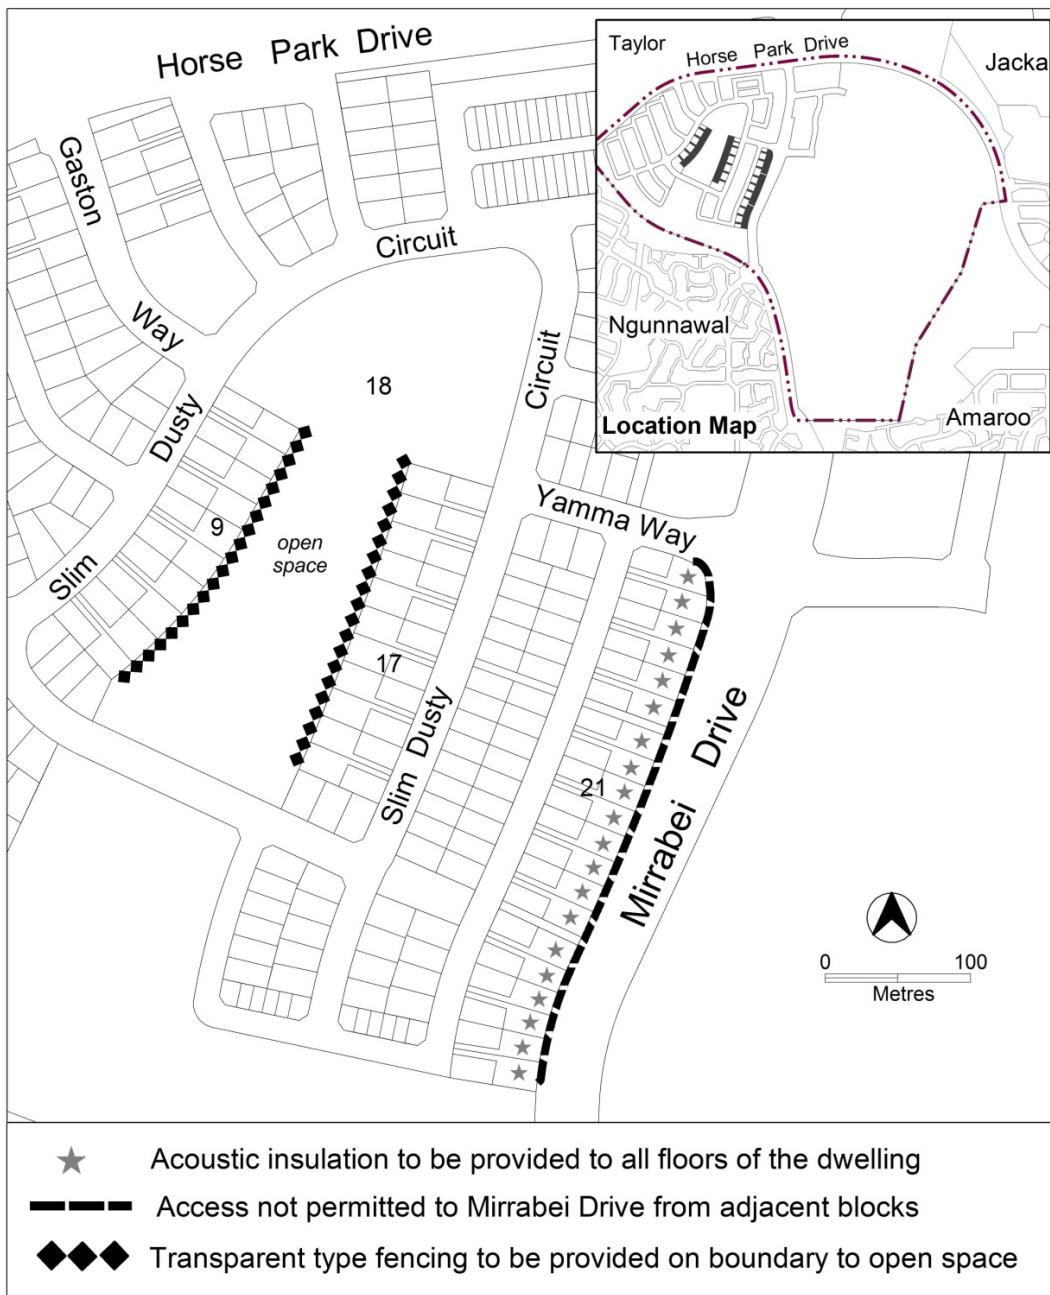 Horse Park Drive
Gaston
Way
Circuit
Circuit
Dusty
Slim
18
9
open
space
17
Yamma Way
Slim Dusty
21
Mirrabei Drive
Taylor
Horse Park Drive
Jacka
Ngunnawal
Location Map
Amaroo
0 100
Metres
Acoustic insulation to be provided to all floors of the dwelling
Access not permitted to Mirrabei Drive from adjacent blocks
Transparent type fencing to be provided on boundary to open space